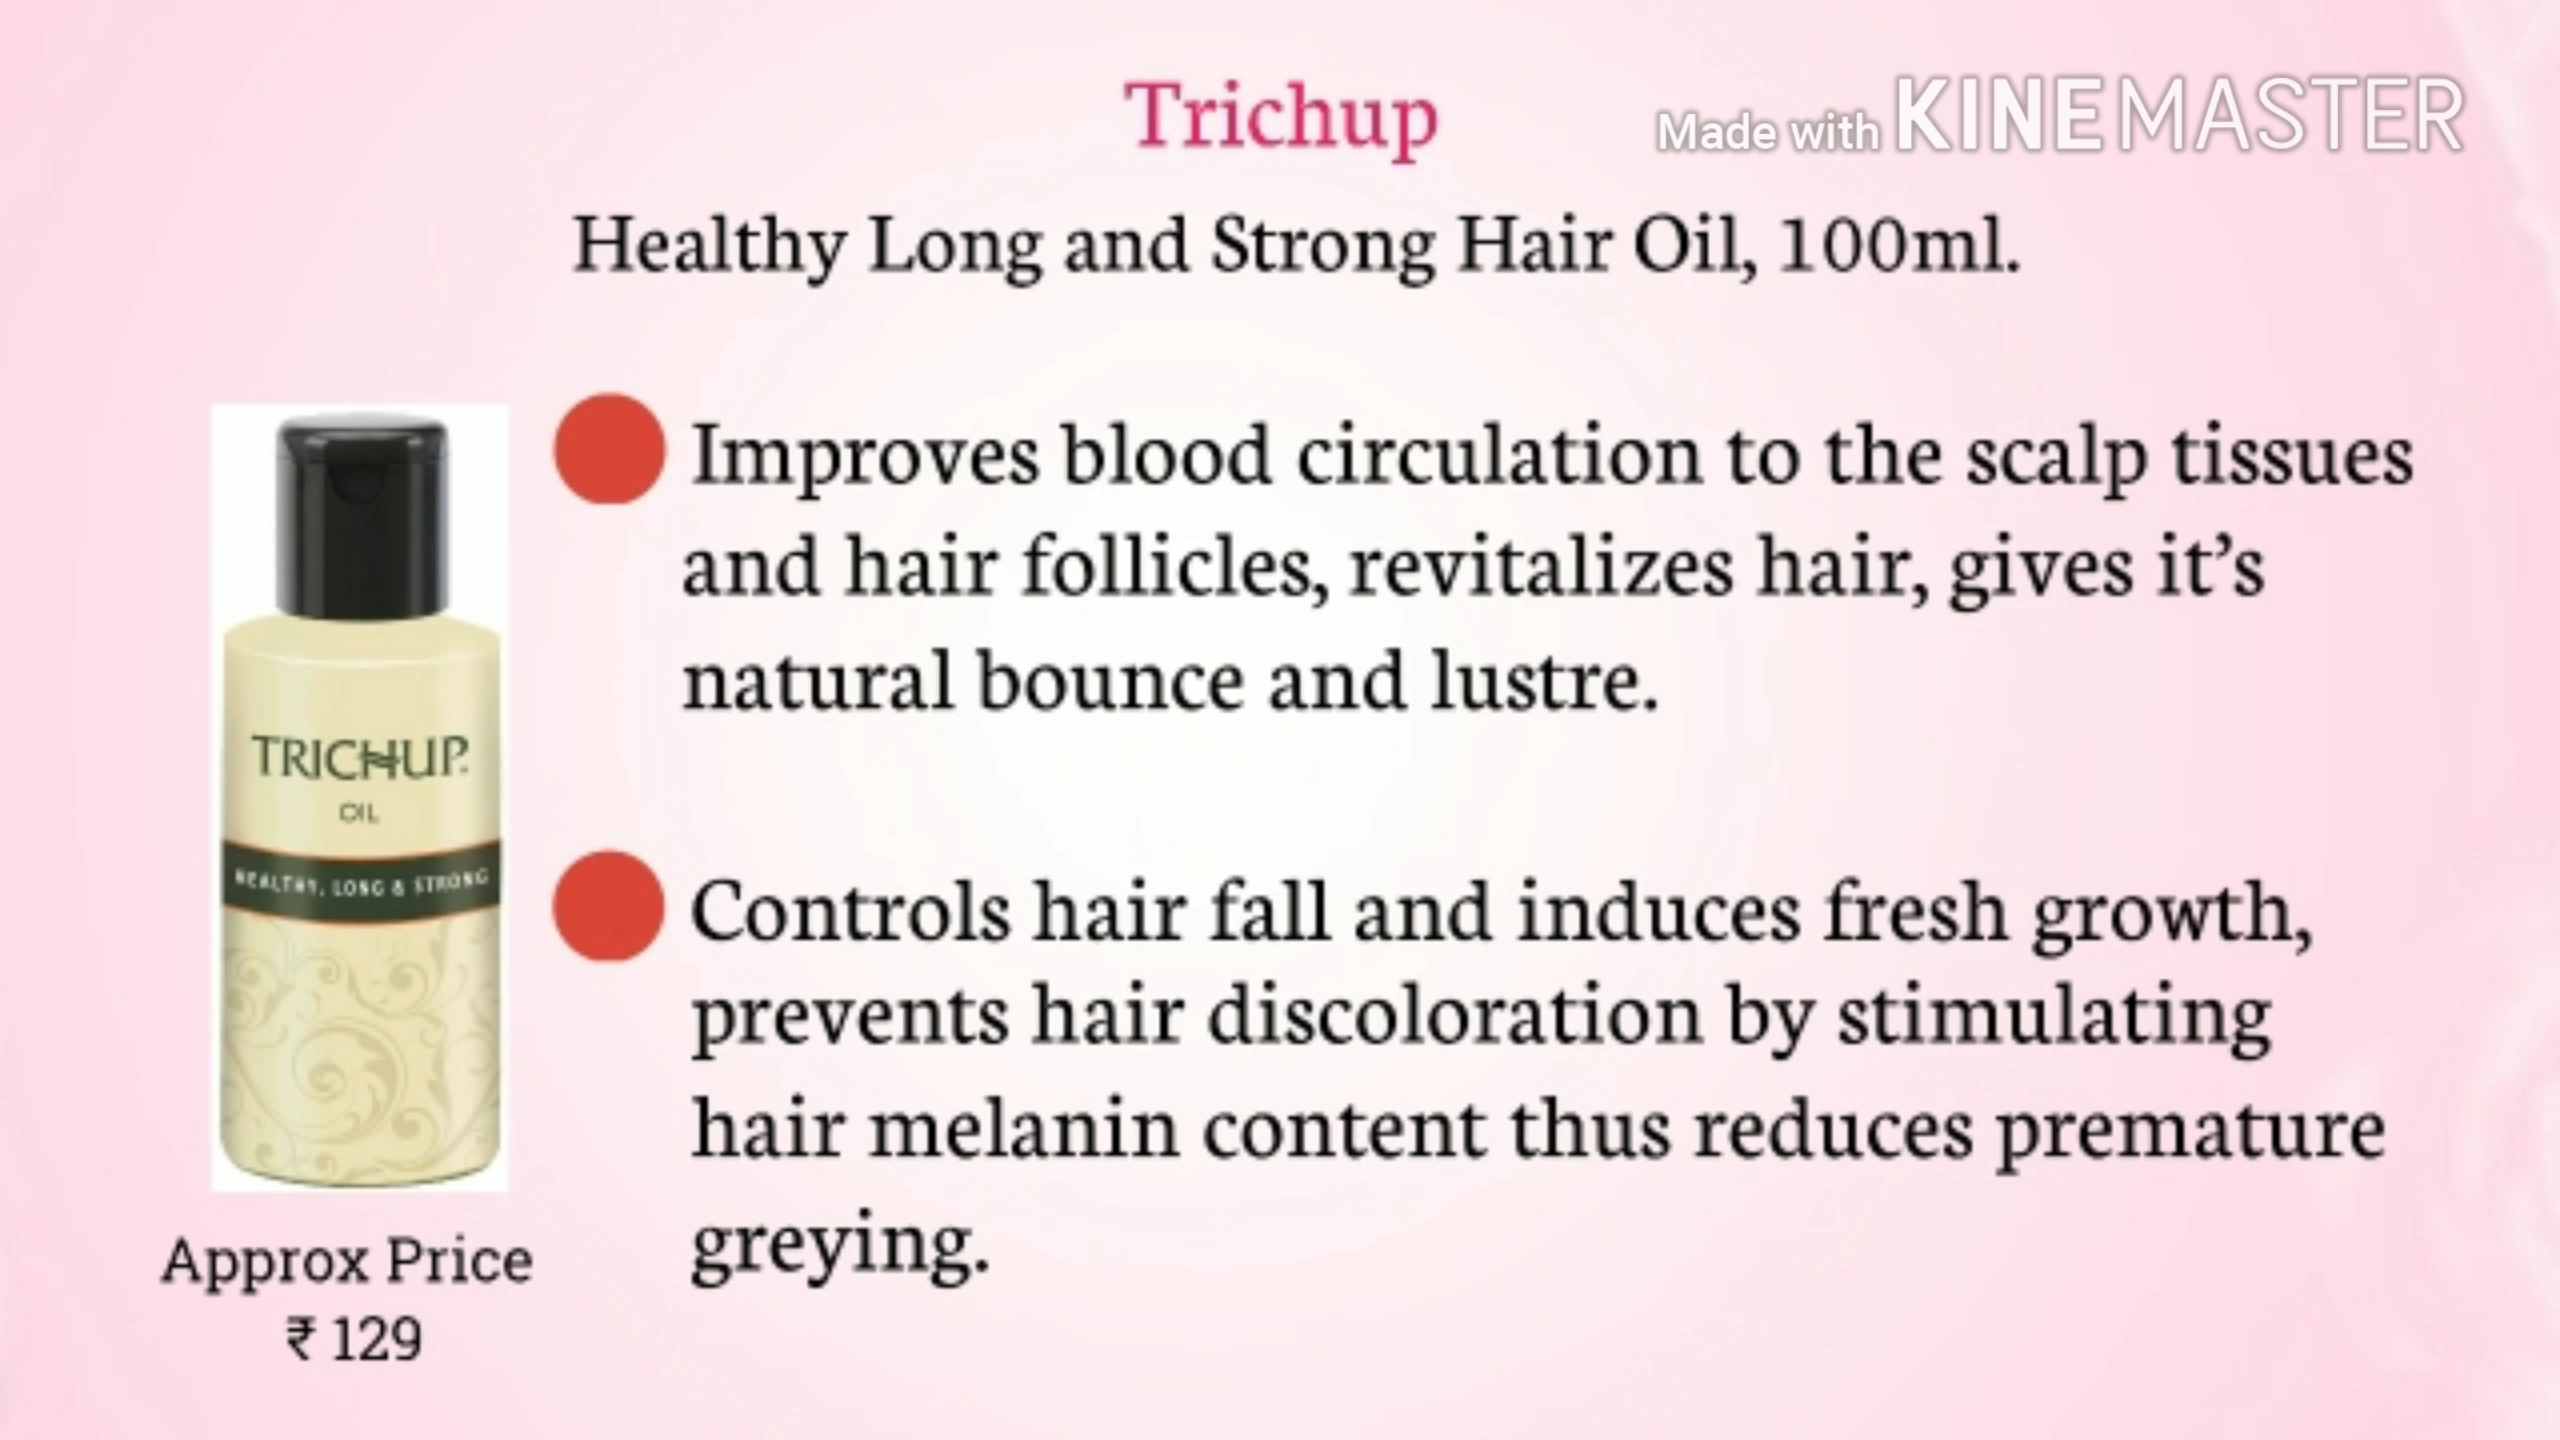 Trichup
Made with KINEMASTER
Healthy Long and Strong Hair Oil, 100ml.
Improves blood circulation to the scalp tissues
and hair follicles, revitalizes hair, gives it’s
natural bounce and lustre.
TRICHUP
OIL
HEALTHY, LONG & STRONG
Controls hair fall and induces fresh growth,
prevents hair discoloration by stimulating
hair melanin content thus reduces premature
greying.
Approx Price
₹ 129